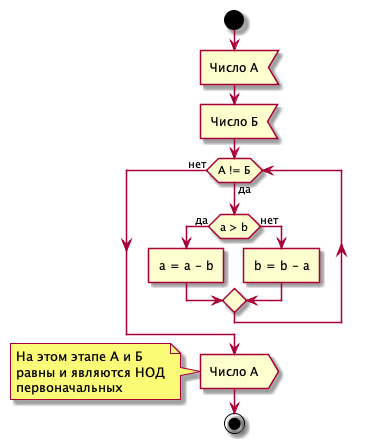 Число А
Число Б
нет
А != Б
да
да
a > b
нет
a = a - b
b = b - a
На этом этапе А и Б
равны и являются НОД
первоначальных
Число А